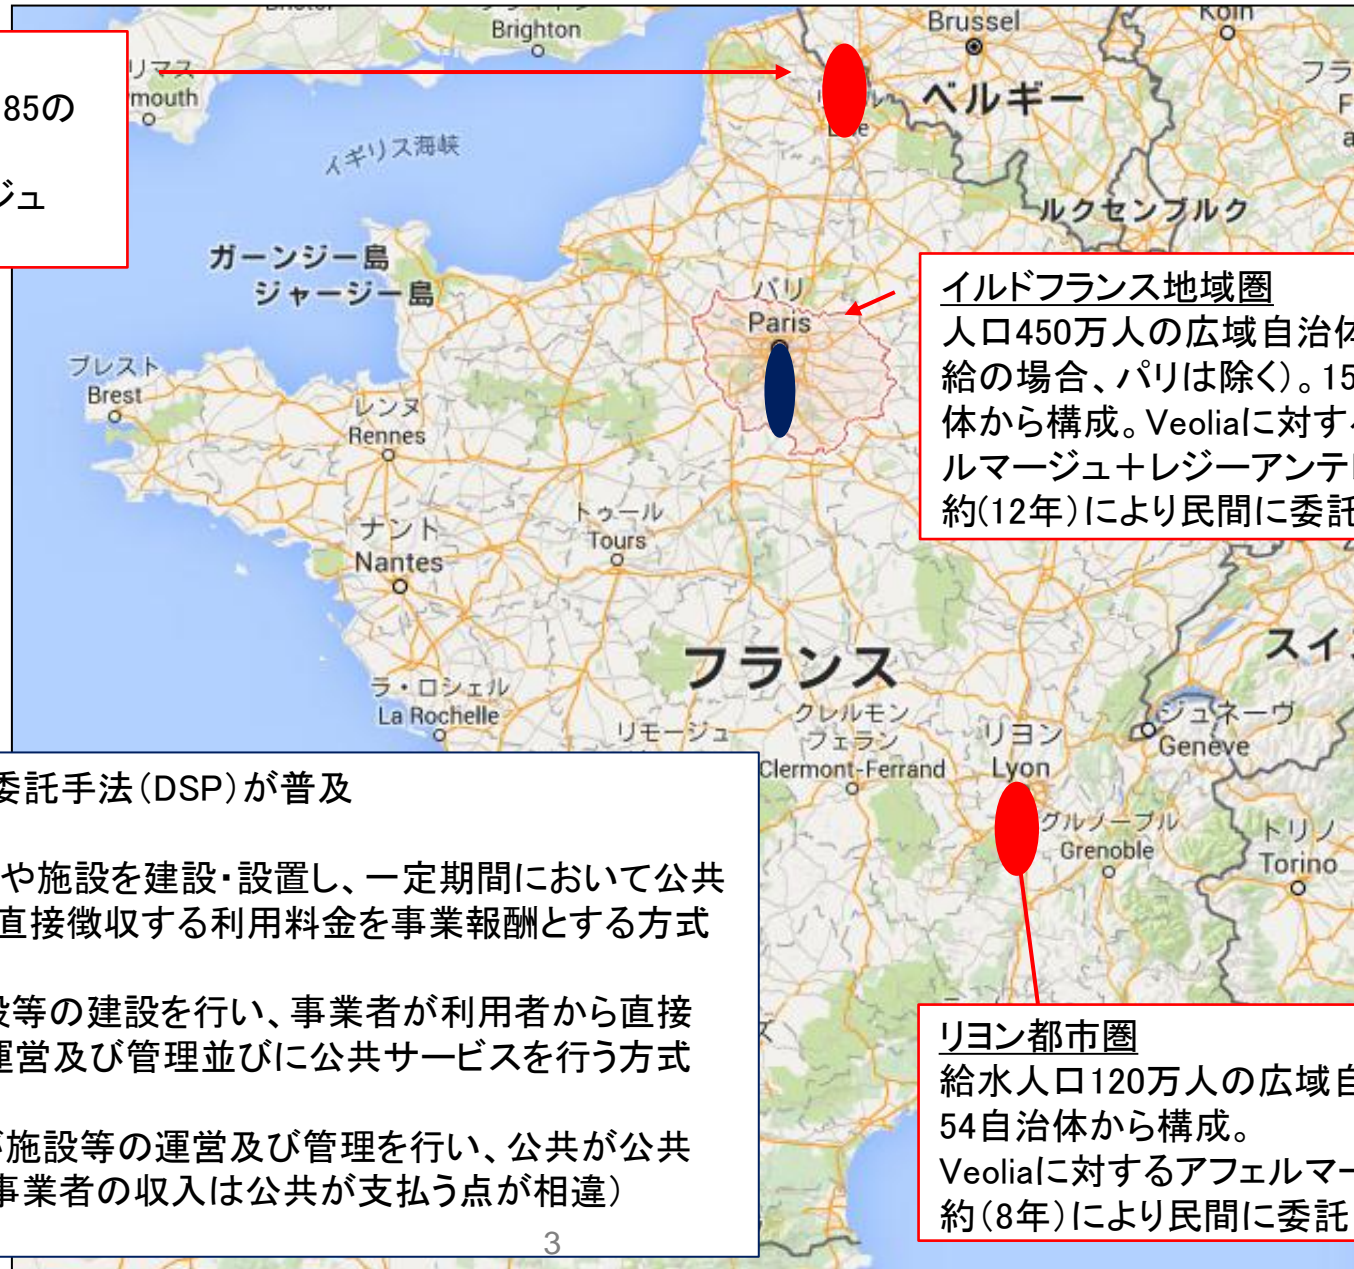 85の
ジュ
Brighton
リマス
mouth
イギリス海峡
Brussel
Köln
ベルギー
ルクセンブルク
ガーンジー島
ジャージー島
パリ
Paris
ブレスト
Brest
レンヌ
Rennes
ナント
Nantes
トゥール
Tours
イルドフランス地域圏
人口450万人の広域自治体
給の場合、パリは除く）。15
体から構成。Veoliaに対する
ルマージュ＋レジーアンテ
約(12年）により民間に委託
フランス
スイ
ラ・ロシェル
La Rochelle
リモージュ
クレルモン
フェラン
Clermont-Ferrand
リヨン
Lyon
ジュネーヴ
Genève
グルノーブル
Grenoble
トリノ
Torino
委託手法（DSP）が普及
や施設を建設・設置し、一定期間において公共
直接徴収する利用料金を事業報酬とする方式
設等の建設を行い、事業者が利用者から直接
運営及び管理並びに公共サービスを行う方式
が施設等の運営及び管理を行い、公共が公共
事業者の収入は公共が支払う点が相違）
リヨン都市圏
給水人口120万人の広域自
54自治体から構成。
Veoliaに対するアフェルマー
約（8年）により民間に委託
3